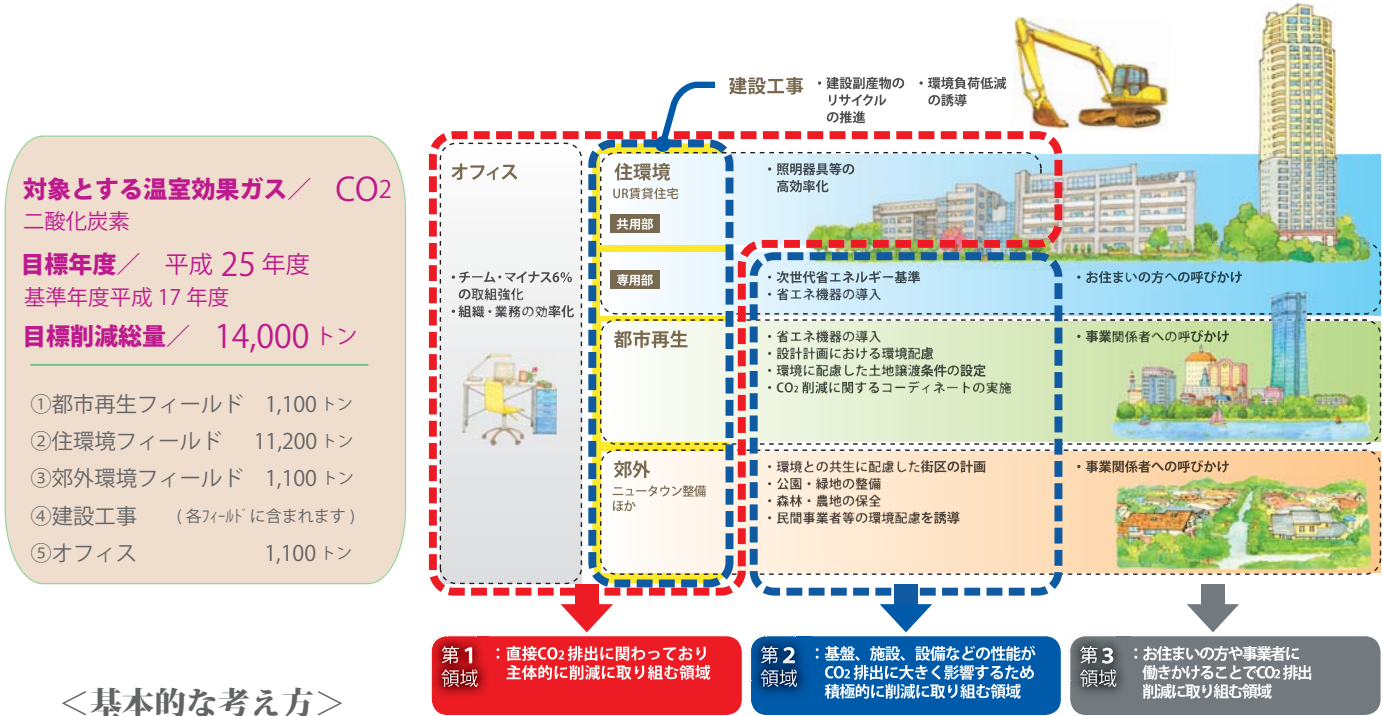 対象とする温室効果ガス／ CO2
二酸化炭素
目標年度／ 平成 25 年度
基準年度平成 17 年度
目標削減総量／ 14,000 トン
①都市再生フィールド 1,100 トン
②住環境フィールド 11,200 トン
③郊外環境フィールド 1,100 トン
④建設工事 （各ﾌｨｰﾙﾄﾞに含まれます）
⑤オフィス 1,100 トン
＜基本的な考え方＞
建設工事
・建設副産物の
リサイクル
の推進
・環境負荷低減
の誘導
オフィス
・チーム・マイナス6%
の取組強化
・組織・業務の効率化
住環境
UR賃貸住宅
共用部
・照明器具等の
高効率化
専用部
・次世代省エネルギー基準
・省エネ機器の導入
・お住まいの方への呼びかけ
都市再生
・省エネ機器の導入
・設計計画における環境配慮
・環境に配慮した土地譲渡条件の設定
・CO2 削減に関するコーディネートの実施
・事業関係者への呼びかけ
郊外
ニュータウン整備
ほか
・環境との共生に配慮した街区の計画
・公園・緑地の整備
・森林・農地の保全
・民間事業者等の環境配慮を誘導
・事業関係者への呼びかけ
第1
領域
：直接CO2 排出に関わっており
主体的に削減に取り組む領域
第2
領域
：基盤、施設、設備などの性能が
CO2 排出に大きく影響するため
積極的に削減に取り組む領域
第3
領域
：お住まいの方や事業者に
働きかけることでCO2 排出
削減に取り組む領域